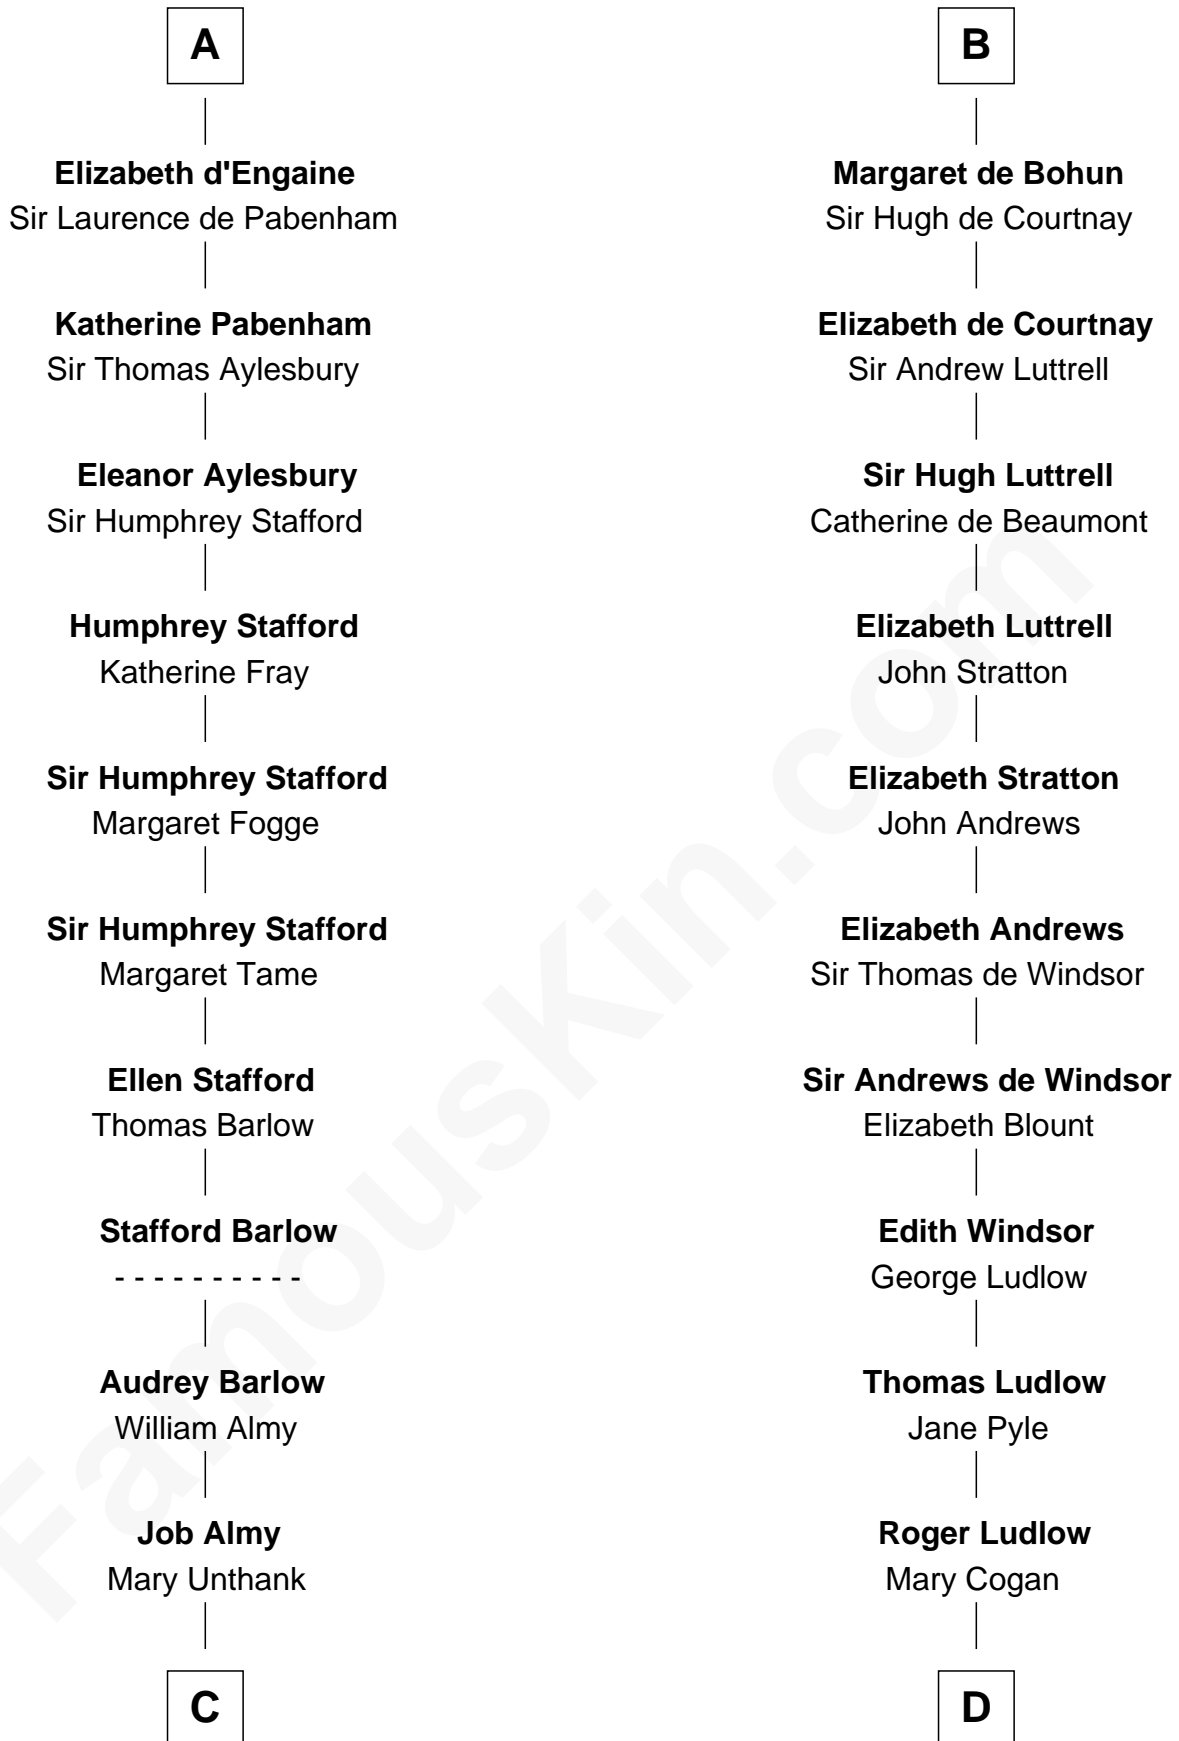 A
Elizabeth d'Engaine
Sir Laurence de Pabenham
Katherine Pabenham
Sir Thomas Aylesbury
Eleanor Aylesbury
Sir Humphrey Stafford
Humphrey Stafford
Katherine Fray
Sir Humphrey Stafford
Margaret Fogge
Sir Humphrey Stafford
Margaret Tame
Ellen Stafford
Thomas Barlow
Stafford Barlow
- - - - - - - - - -
Audrey Barlow
William Almy
Job Almy
Mary Unthank
C
B
Margaret de Bohun
Sir Hugh de Courtnay
Elizabeth de Courtnay
Sir Andrew Luttrell
Sir Hugh Luttrell
Catherine de Beaumont
Elizabeth Luttrell
John Stratton
Elizabeth Stratton
John Andrews
Elizabeth Andrews
Sir Thomas de Windsor
Sir Andrews de Windsor
Elizabeth Blount
Edith Windsor
George Ludlow
Thomas Ludlow
Jane Pyle
Roger Ludlow
Mary Cogan
D
FamousKin.com